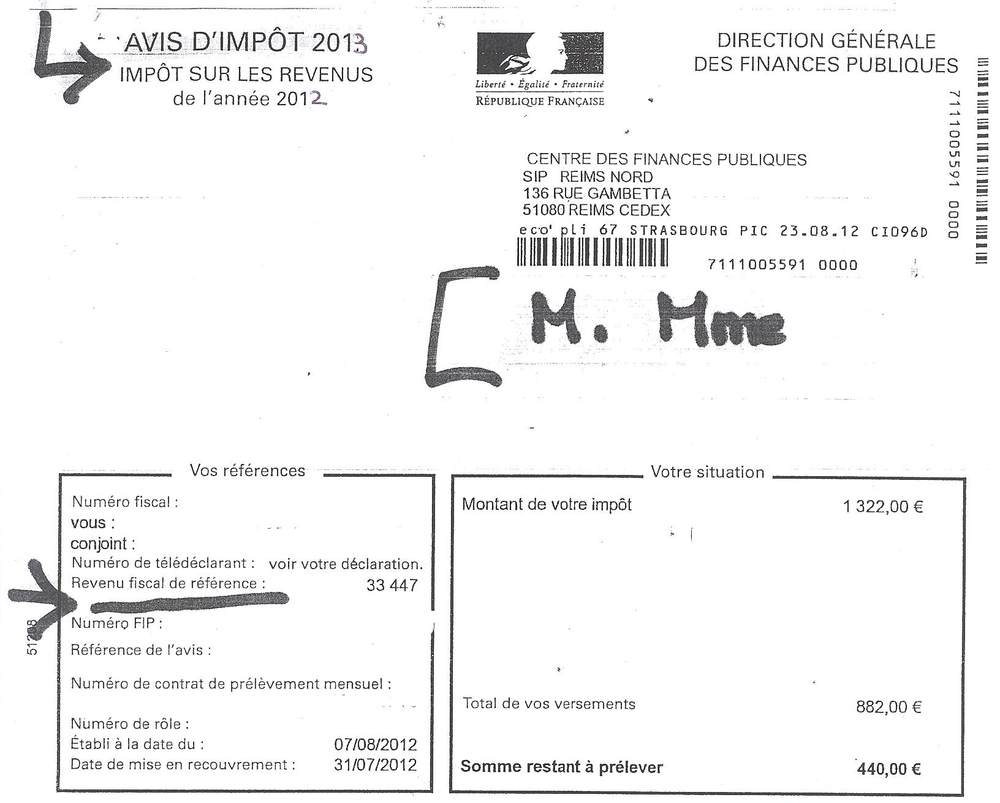 AVIS D'IMPÔT 2013
IMPÔT SUR LES REVENUS
de l'année 2012
Liberté • Égalité • Fraternité
RÉPUBLIQUE FRANÇAISE
DIRECTION GÉNÉRALE
DES FINANCES PUBLIQUES
7111005591 0000
CENTRE DES FINANCES PUBLIQUES
SIP REIMS NORD
136 RUE GAMBETTA
51080 REIMS CEDEX
eco' pli 67 STRASBOURG PIC 23.08.12 CI096D
7111005591 0000
M. Mme
Vos références
Numéro fiscal :
vous :
conjoint :
Numéro de télédéclarant : voir votre déclaration.
Revenu fiscal de référence : 33 447
Numéro FIP :
Référence de l'avis :
Numéro de contrat de prélèvement mensuel :
Numéro de rôle :
Établi à la date du : 07/08/2012
Date de mise en recouvrement : 31/07/2012
Votre situation
Montant de votre impôt 1 322,00 €
Total de vos versements 882,00 €
Somme restant à prélever 440,00 €